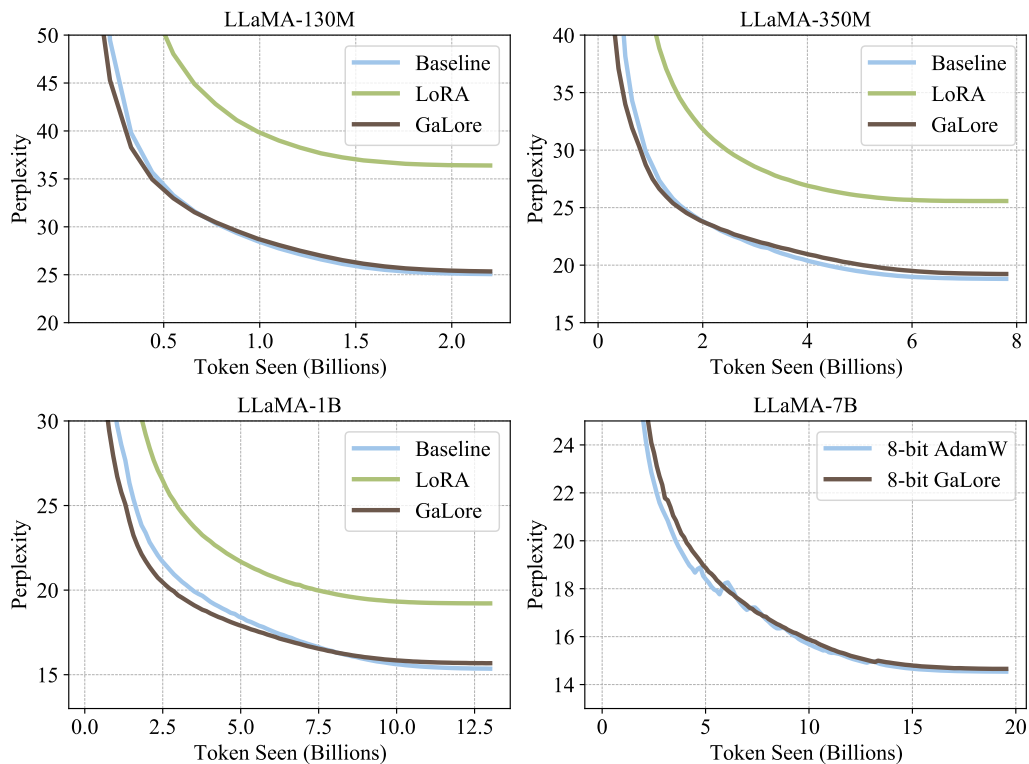 LLaMA-130M
50
45
40
35
30
25
20
Perplexity
Baseline
LoRA
GaLore
0.5
1.0
1.5
2.0
Token Seen (Billions)
LLaMA-350M
40
35
30
25
20
15
Perplexity
Baseline
LoRA
GaLore
0
2
4
6
8
Token Seen (Billions)
LLaMA-1B
30
25
20
15
Perplexity
Baseline
LoRA
GaLore
0.0
2.5
5.0
7.5
10.0
12.5
Token Seen (Billions)
LLaMA-7B
24
22
20
18
16
14
Perplexity
8-bit AdamW
8-bit GaLore
0
5
10
15
20
Token Seen (Billions)